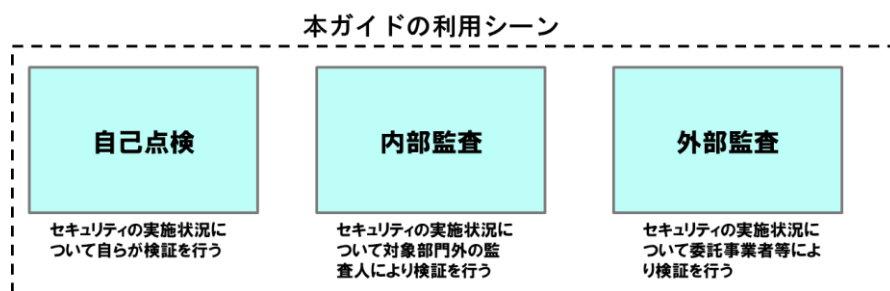 本ガイドの利用シーン
自己点検
内部監査
外部監査
セキュリティの実施状況に
ついて自らが検証を行う
セキュリティの実施状況に
ついて対象部門外の監
査人により検証を行う
セキュリティの実施状況に
ついて委託事業者等によ
り検証を行う